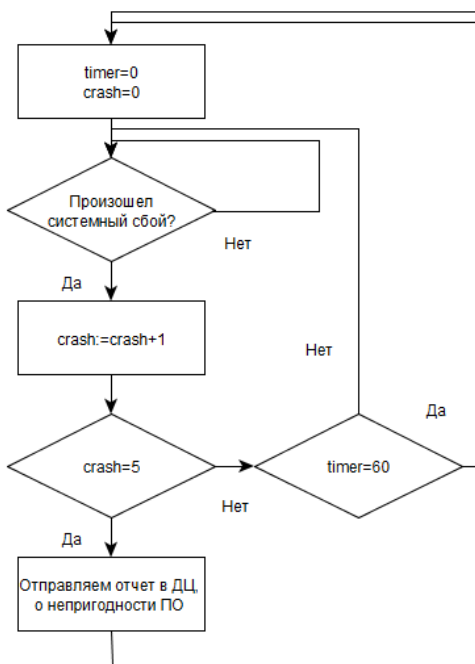 timer=0
crash=0
Произошел
системный сбой?
Нет
Да
crash:=crash+1
Нет
Да
crash=5
timer=60
Нет
Да
Отправляем отчет в ДЦ,
о непригодности ПО